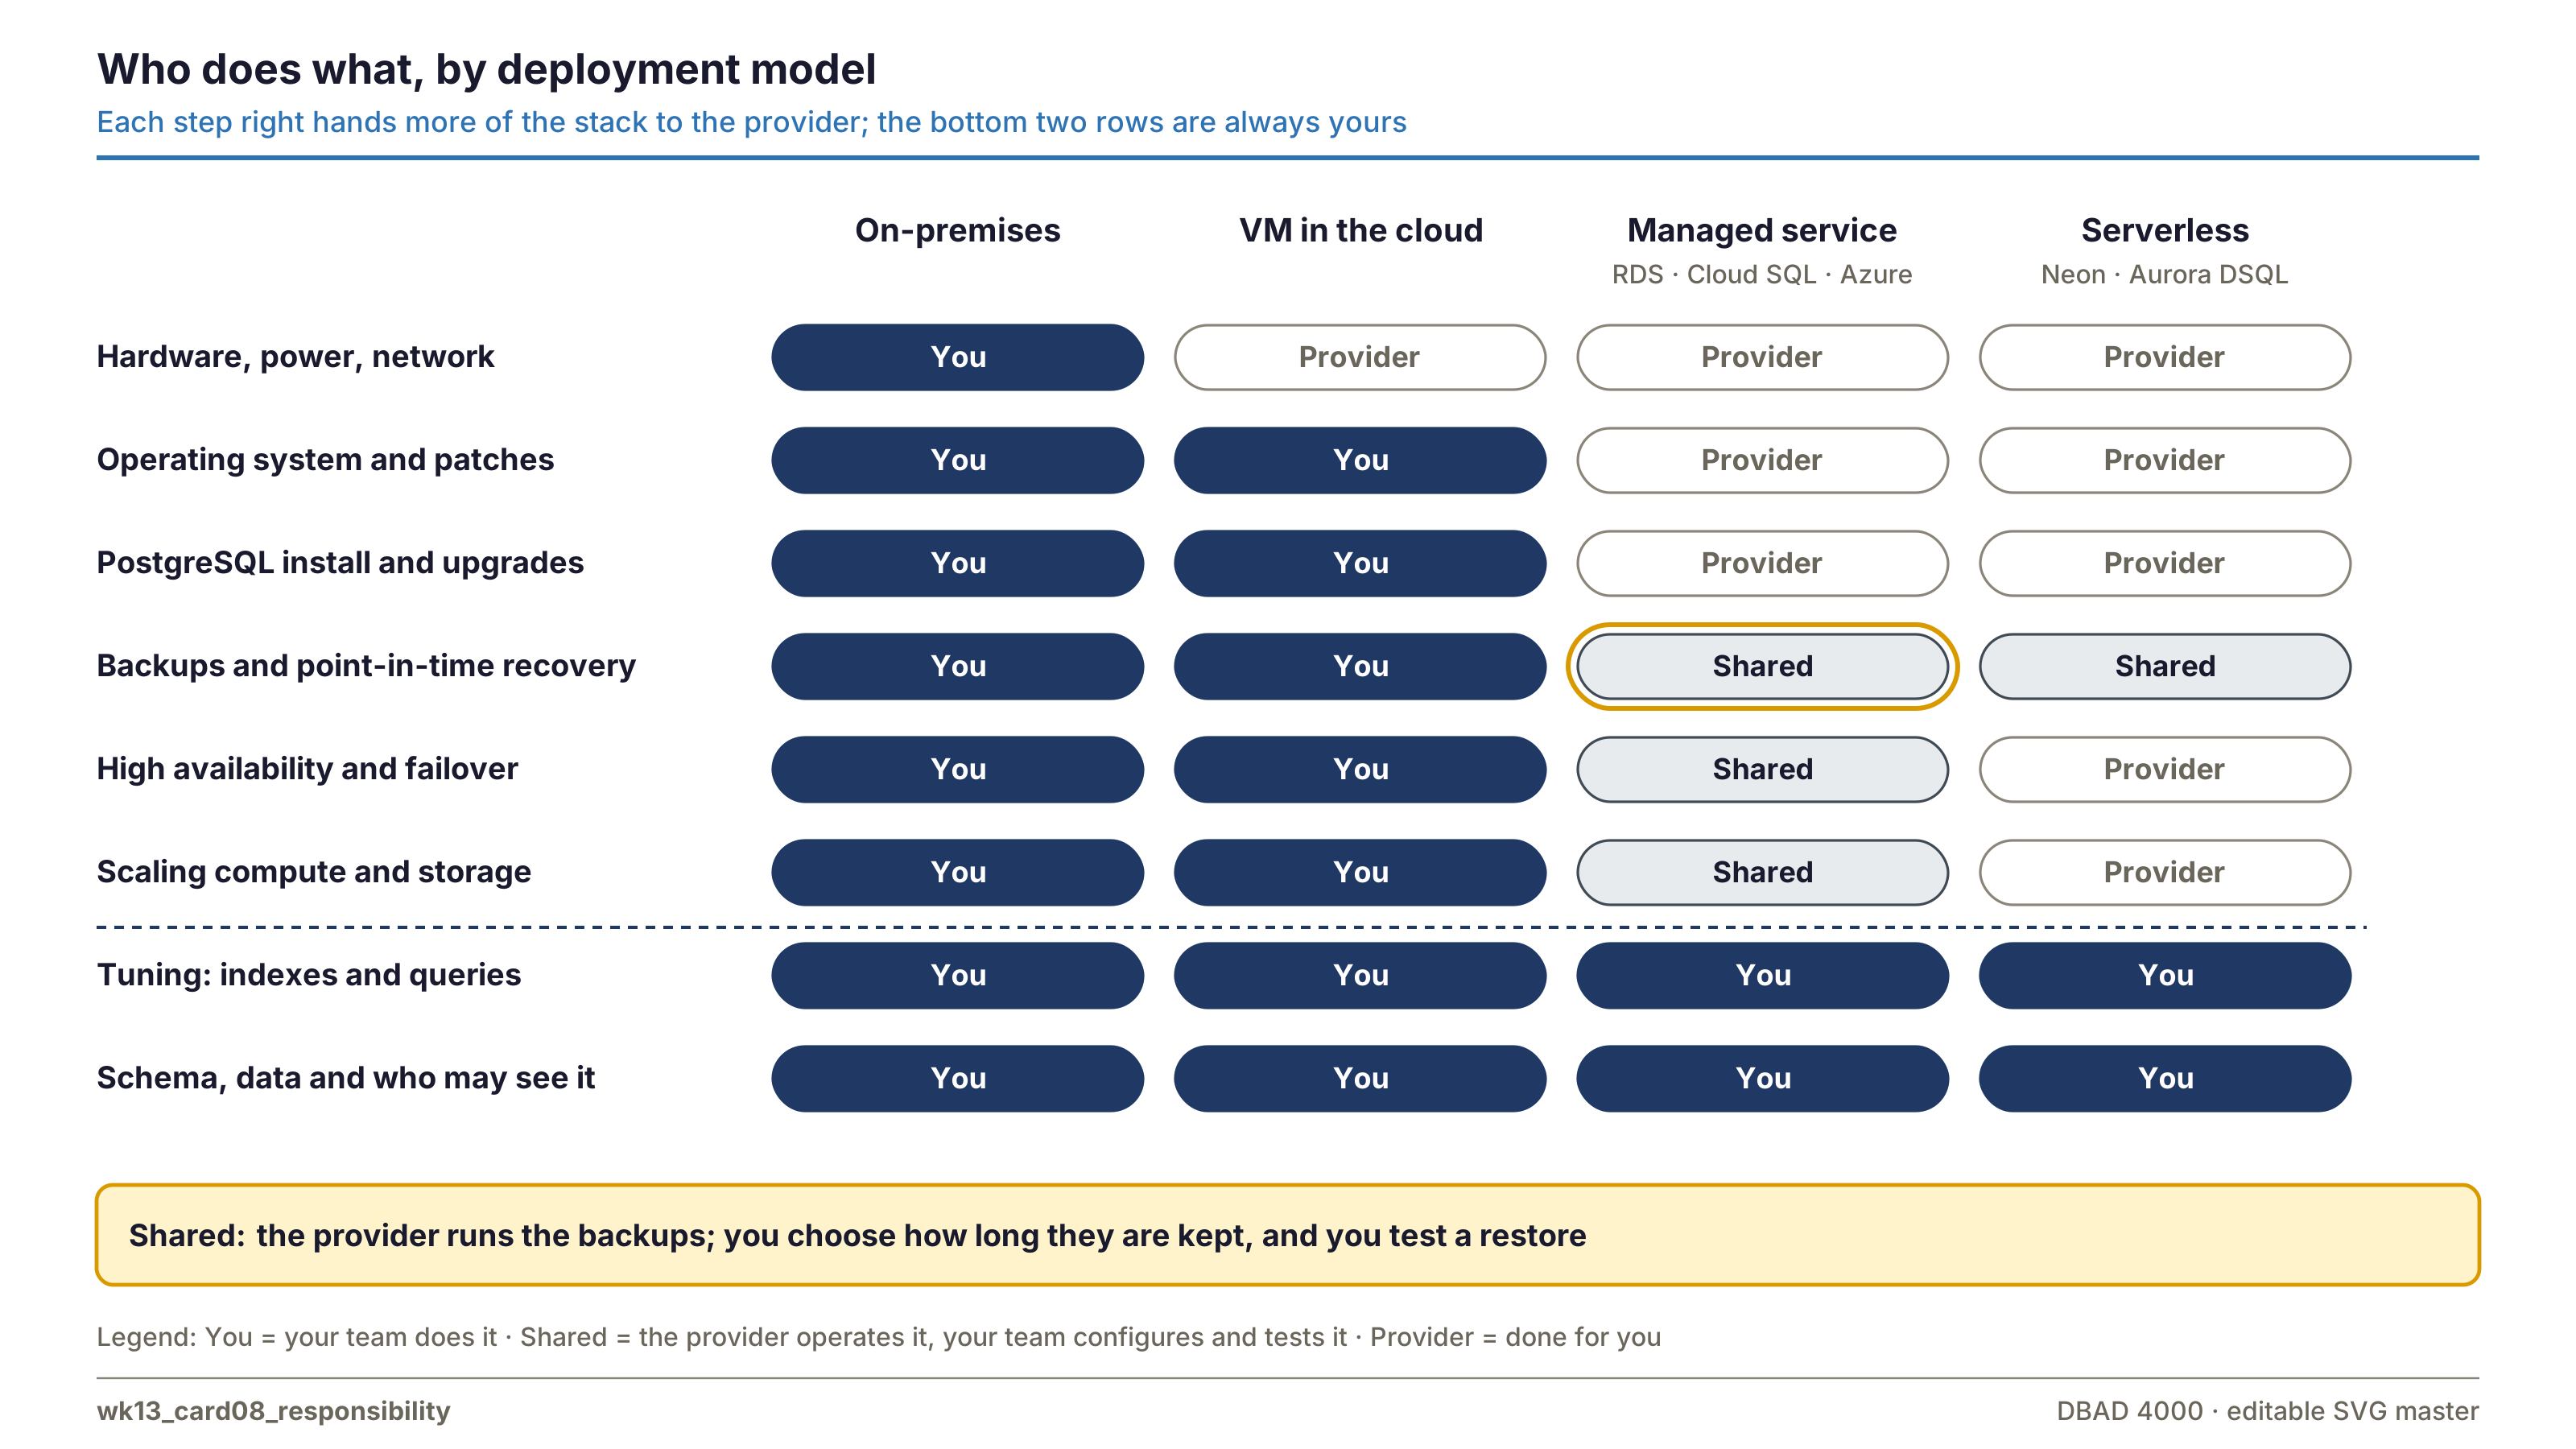 Who does what, by deployment model
Each step right hands more of the stack to the provider; the bottom two rows are always yours
On-premises VM in the cloud Managed service Serverless
RDS · Cloud SQL · Azure Neon · Aurora DSQL
Hardware, power, network You Provider Provider Provider
Operating system and patches You You Provider Provider
PostgreSQL install and upgrades You You Provider Provider
Backups and point-in-time recovery You You Shared Shared
High availability and failover You You Shared Provider
Scaling compute and storage You You Shared Provider
Tuning: indexes and queries You You You You
Schema, data and who may see it You You You You
Shared: the provider runs the backups; you choose how long they are kept, and you test a restore
Legend: You = your team does it · Shared = the provider operates it, your team configures and tests it · Provider = done for you
wk13_card08_responsibility DBAD 4000 · editable SVG master